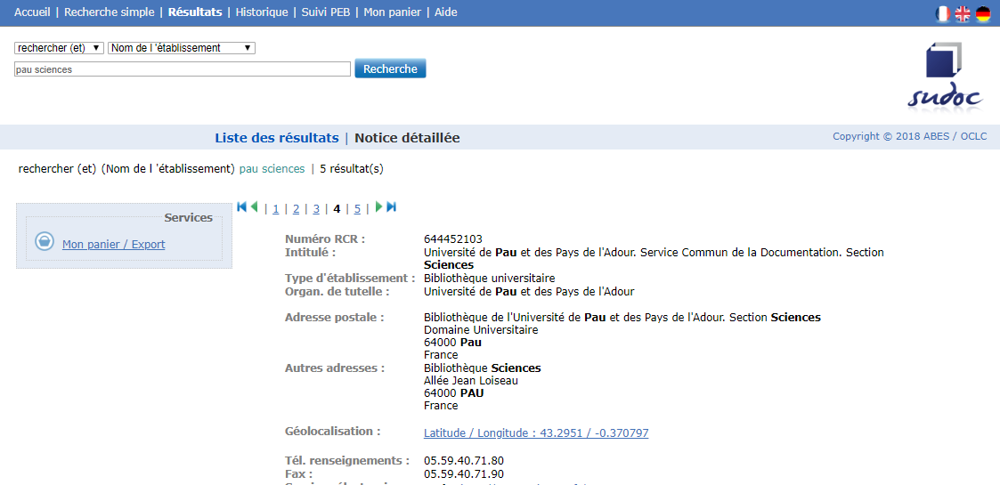 Accueil | Recherche simple | Résultats | Historique | Suivi PEB | Mon panier | Aide
rechercher (et) Nom de l 'établissement
pau sciences Recherche
sudoc
Liste des résultats | Notice détaillée Copyright © 2018 ABES / OCLC
rechercher (et) (Nom de l 'établissement) pau sciences | 5 résultat(s)
| 1 | 2 | 3 | 4 | 5 |
Services
Mon panier / Export
Numéro RCR : 644452103
Intitulé : Université de Pau et des Pays de l'Adour. Service Commun de la Documentation. Section
Sciences
Type d'établissement : Bibliothèque universitaire
Organ. de tutelle : Université de Pau et des Pays de l'Adour
Adresse postale : Bibliothèque de l'Université de Pau et des Pays de l'Adour. Section Sciences
Domaine Universitaire
64000 Pau
France
Autres adresses : Bibliothèque Sciences
Allée Jean Loiseau
64000 PAU
France
Géolocalisation : Latitude / Longitude : 43.2951 / -0.370797
Tél. renseignements : 05.59.40.71.80
Fax : 05.59.40.71.90